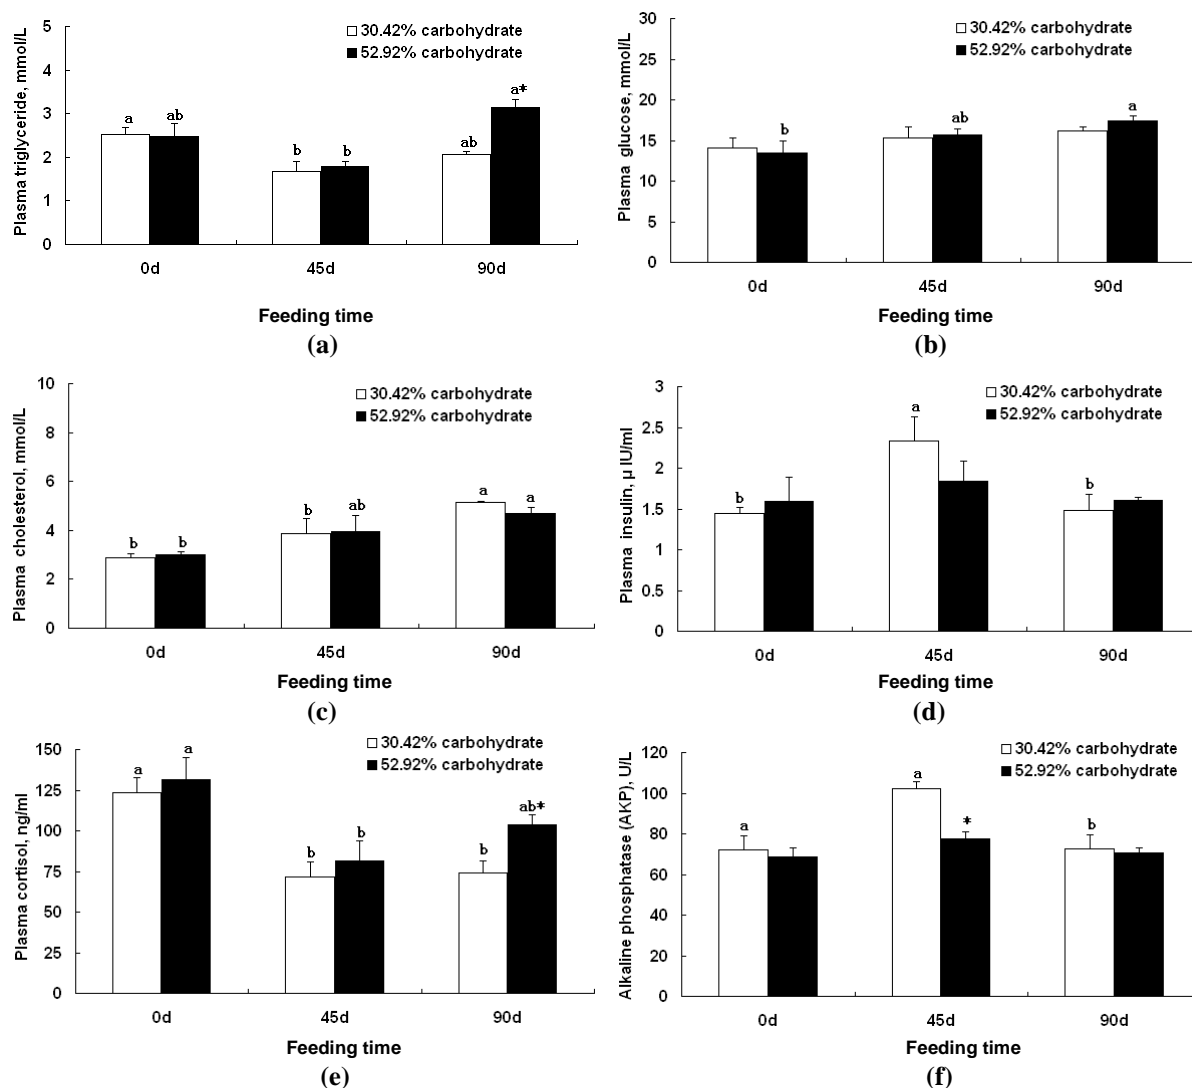 5
4
3
2
1
0
Plasma triglyceride, mmol/L
30.42% carbohydrate
52.92% carbohydrate
a ab b b ab a*
0d 45d 90d
Feeding time
(a)
35
30
25
20
15
10
5
0
Plasma glucose, mmol/L
30.42% carbohydrate
52.92% carbohydrate
b ab a
0d 45d 90d
Feeding time
(b)
10
8
6
4
2
0
Plasma cholesterol, mmol/L
30.42% carbohydrate
52.92% carbohydrate
b b b ab a a
0d 45d 90d
Feeding time
(c)
3
2.5
2
1.5
1
0.5
0
Plasma insulin, μ IU/ml
30.42% carbohydrate
52.92% carbohydrate
b a b
0d 45d 90d
Feeding time
(d)
150
125
100
75
50
25
0
Plasma cortisol, ng/ml
30.42% carbohydrate
52.92% carbohydrate
a a b b b ab*
0d 45d 90d
Feeding time
(e)
120
100
80
60
40
20
0
Alkaline phosphatase (AKP), U/L
30.42% carbohydrate
52.92% carbohydrate
a a * b
0d 45d 90d
Feeding time
(f)